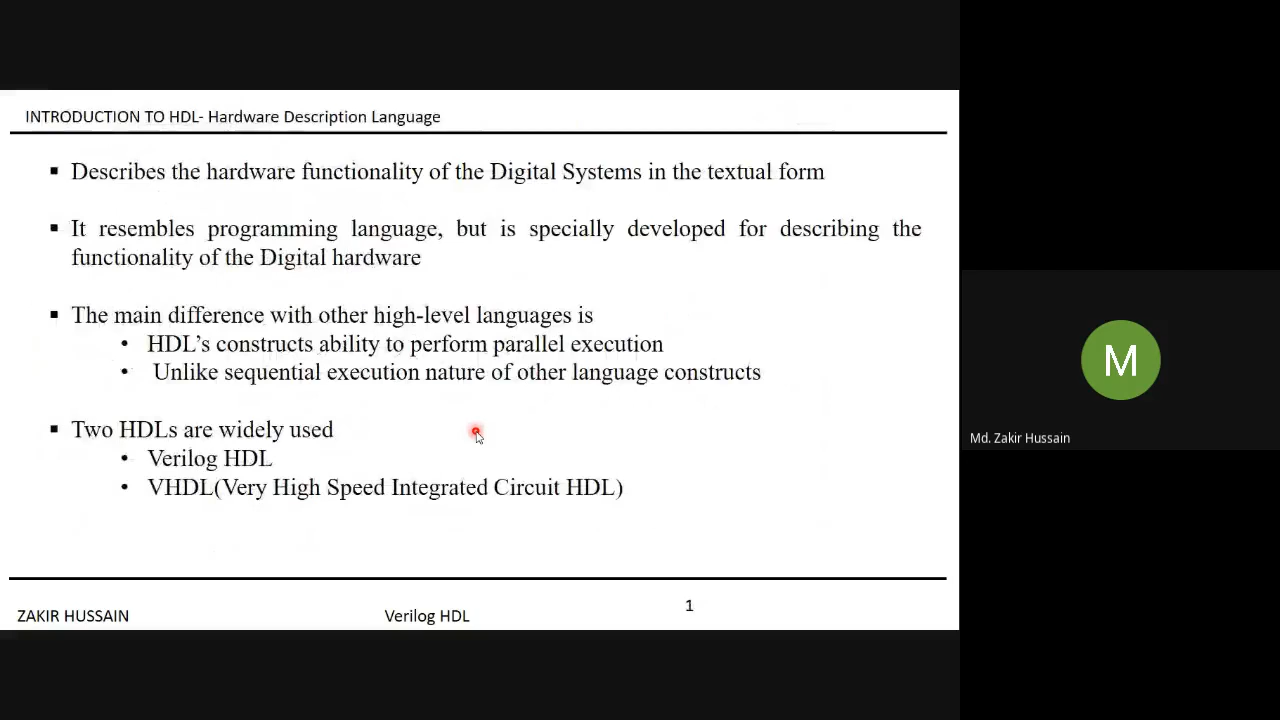 INTRODUCTION TO HDL- Hardware Description Language
▪ Describes the hardware functionality of the Digital Systems in the textual form
▪ It resembles programming language, but is specially developed for describing the
functionality of the Digital hardware
▪ The main difference with other high-level languages is
• HDL’s constructs ability to perform parallel execution
• Unlike sequential execution nature of other language constructs
▪ Two HDLs are widely used
• Verilog HDL
• VHDL(Very High Speed Integrated Circuit HDL)
ZAKIR HUSSAIN
Verilog HDL
1
M
Md. Zakir Hussain